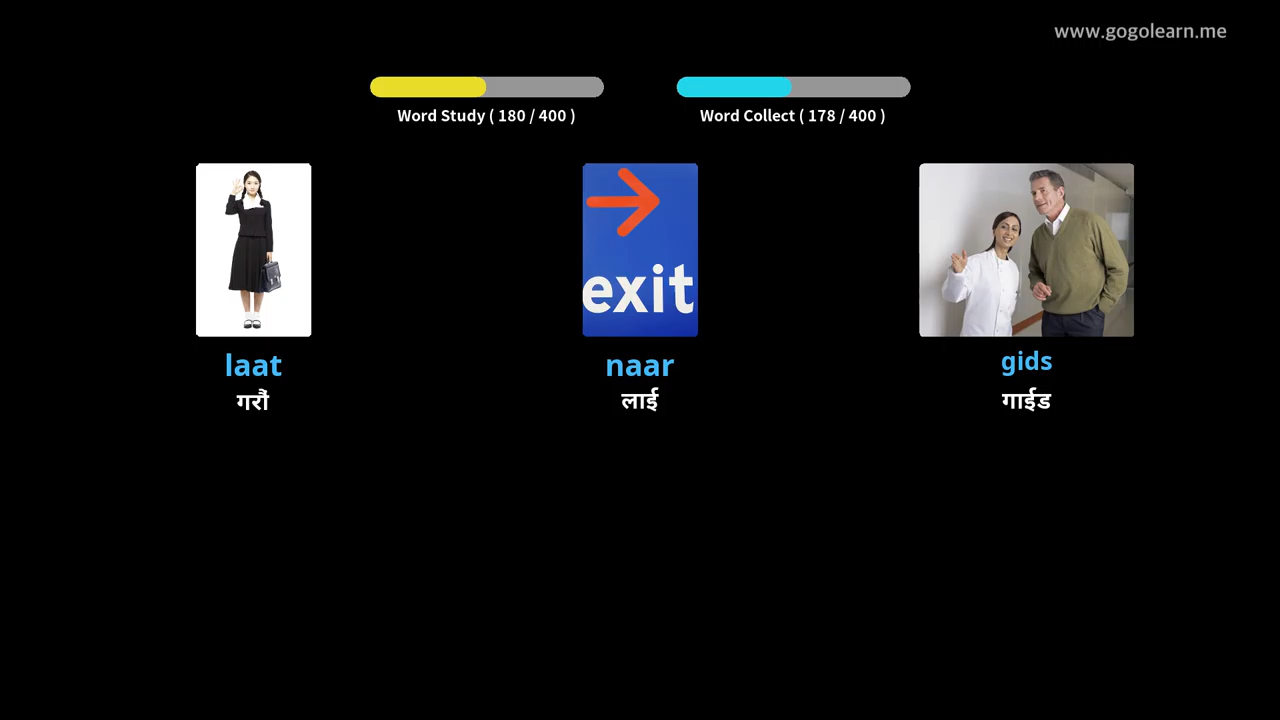 www.gogolearn.me
Word Study ( 180 / 400 )
Word Collect ( 178 / 400 )
exit
laat
naar
gids
गरौं
लाई
गाईड